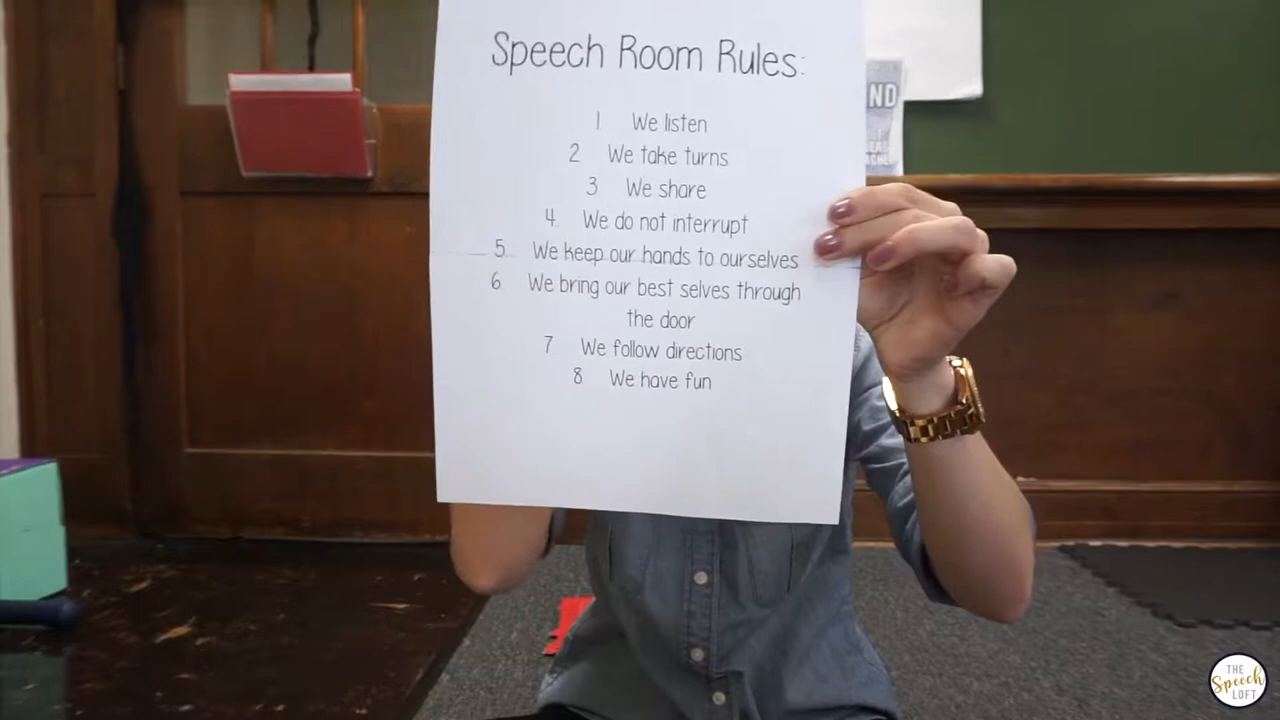 Speech Room Rules:
1 We listen
2 We take turns
3 We share
4. We do not interrupt
5. We keep our hands to ourselves
6. We bring our best selves through
the door
7 We follow directions
8 We have fun
ND
THE
Speech
LOFT